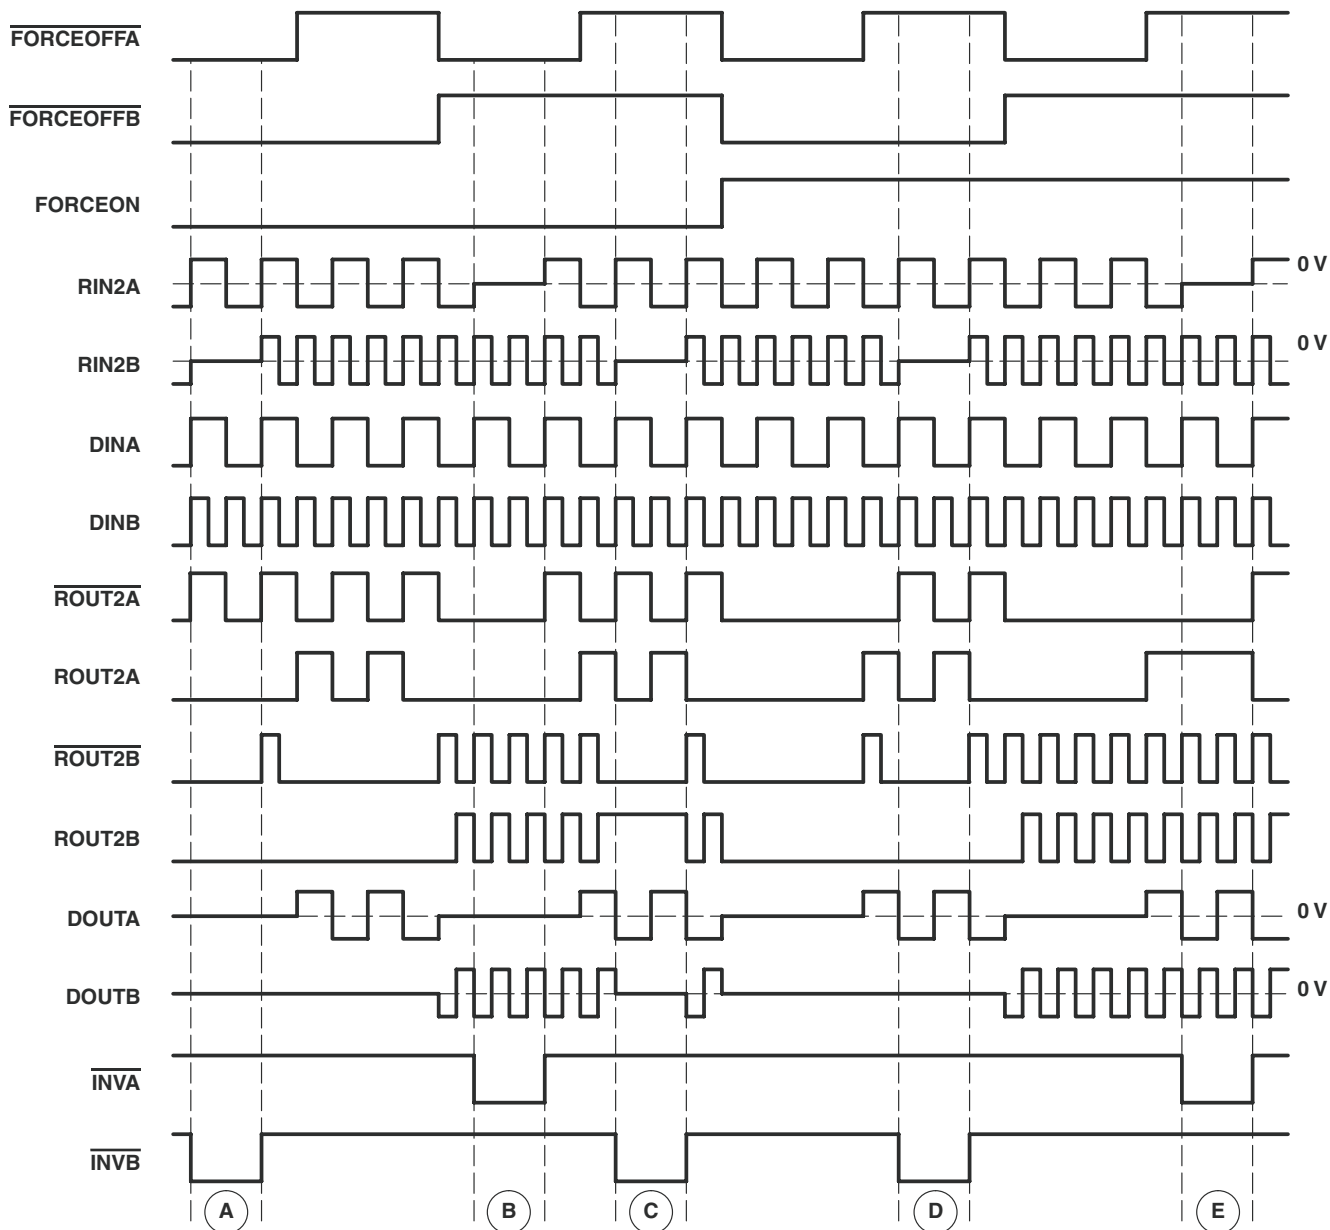 FORCEOFFA
FORCEOFFB
FORCEON
RIN2A
0 V
RIN2B
0 V
DINA
DINB
ROUT2A
ROUT2A
ROUT2B
ROUT2B
DOUTA
0 V
DOUTB
0 V
INVA
INVB
A B C D E